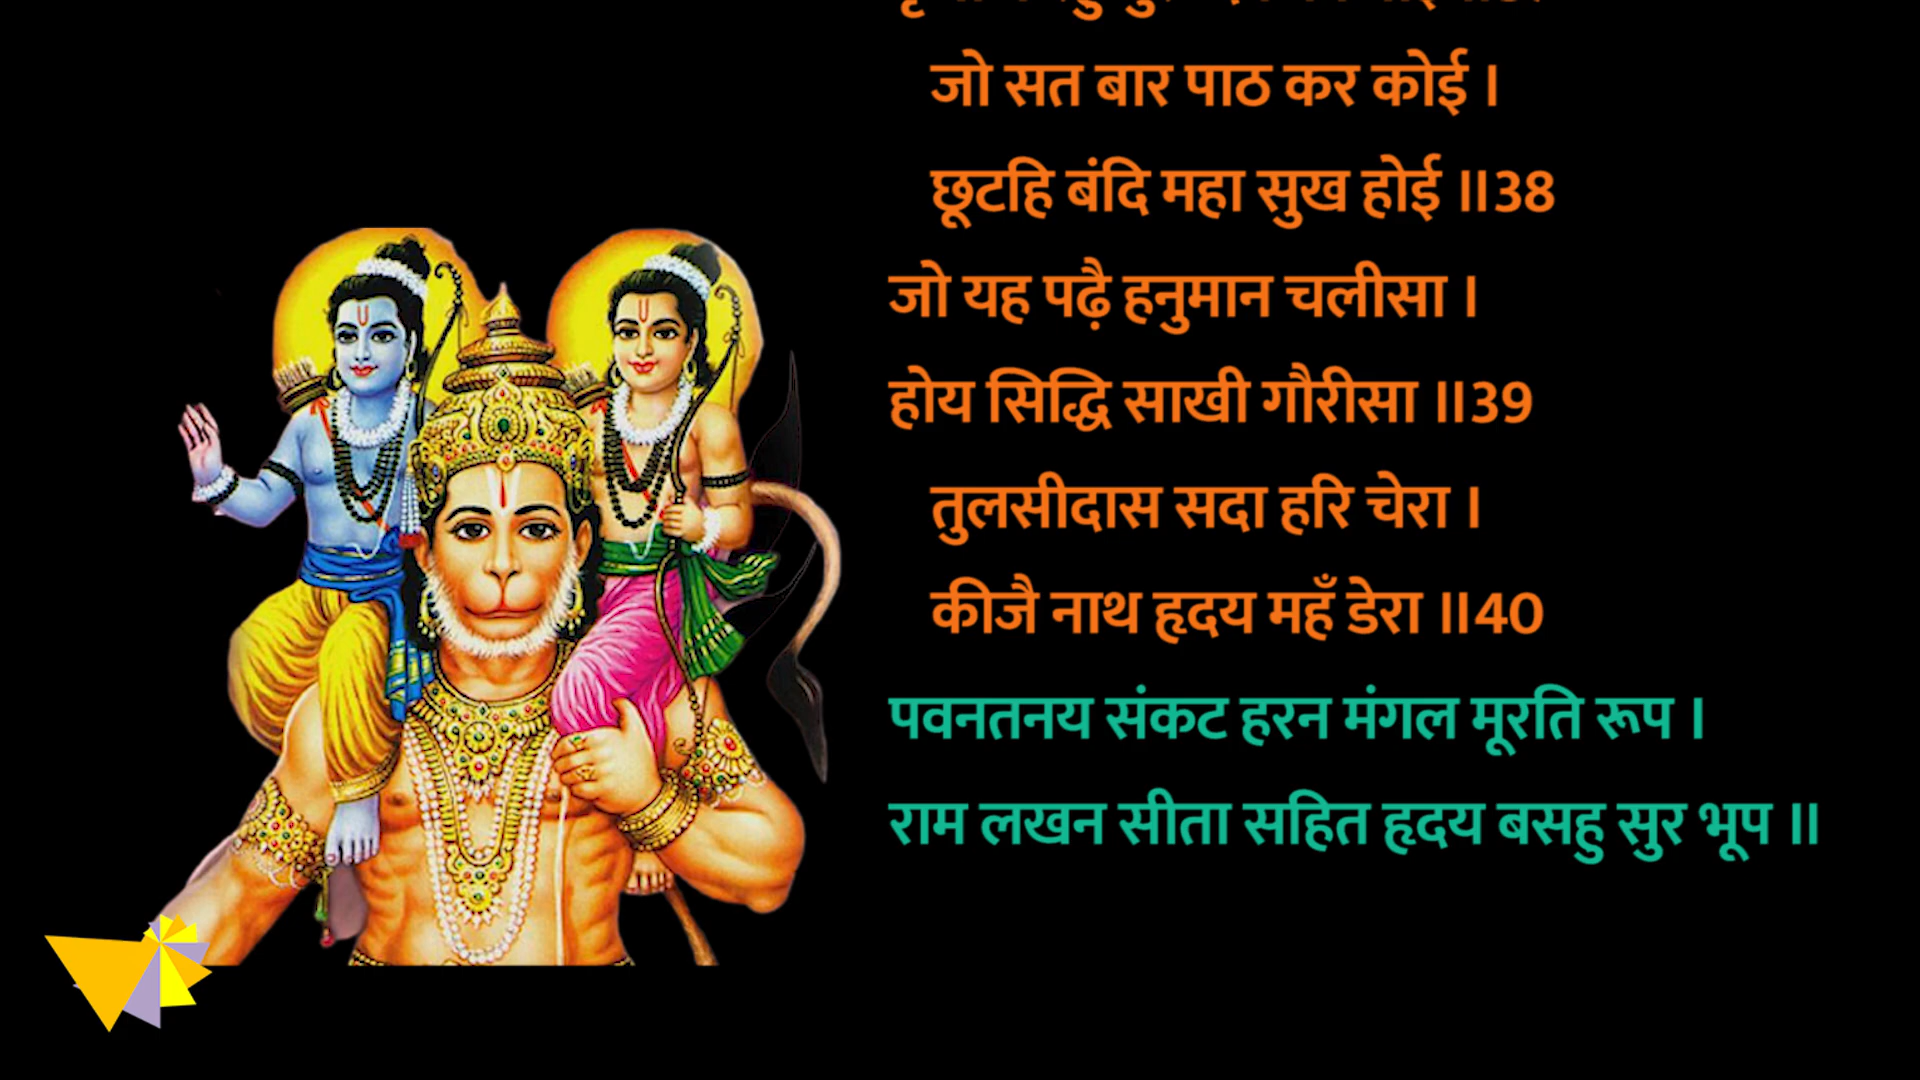 जो सत बार पाठ कर कोई ।
छूटहि बंदि महा सुख होई ॥38
जो यह पढ़ै हनुमान चलीसा ।
होय सिद्धि साखी गौरीसा ॥39
तुलसीदास सदा हरि चेरा ।
कीजै नाथ हृदय महँ डेरा ॥40
पवनतनय संकट हरन मंगल मूरति रूप ।
राम लखन सीता सहित हृदय बसहु सुर भूप ॥